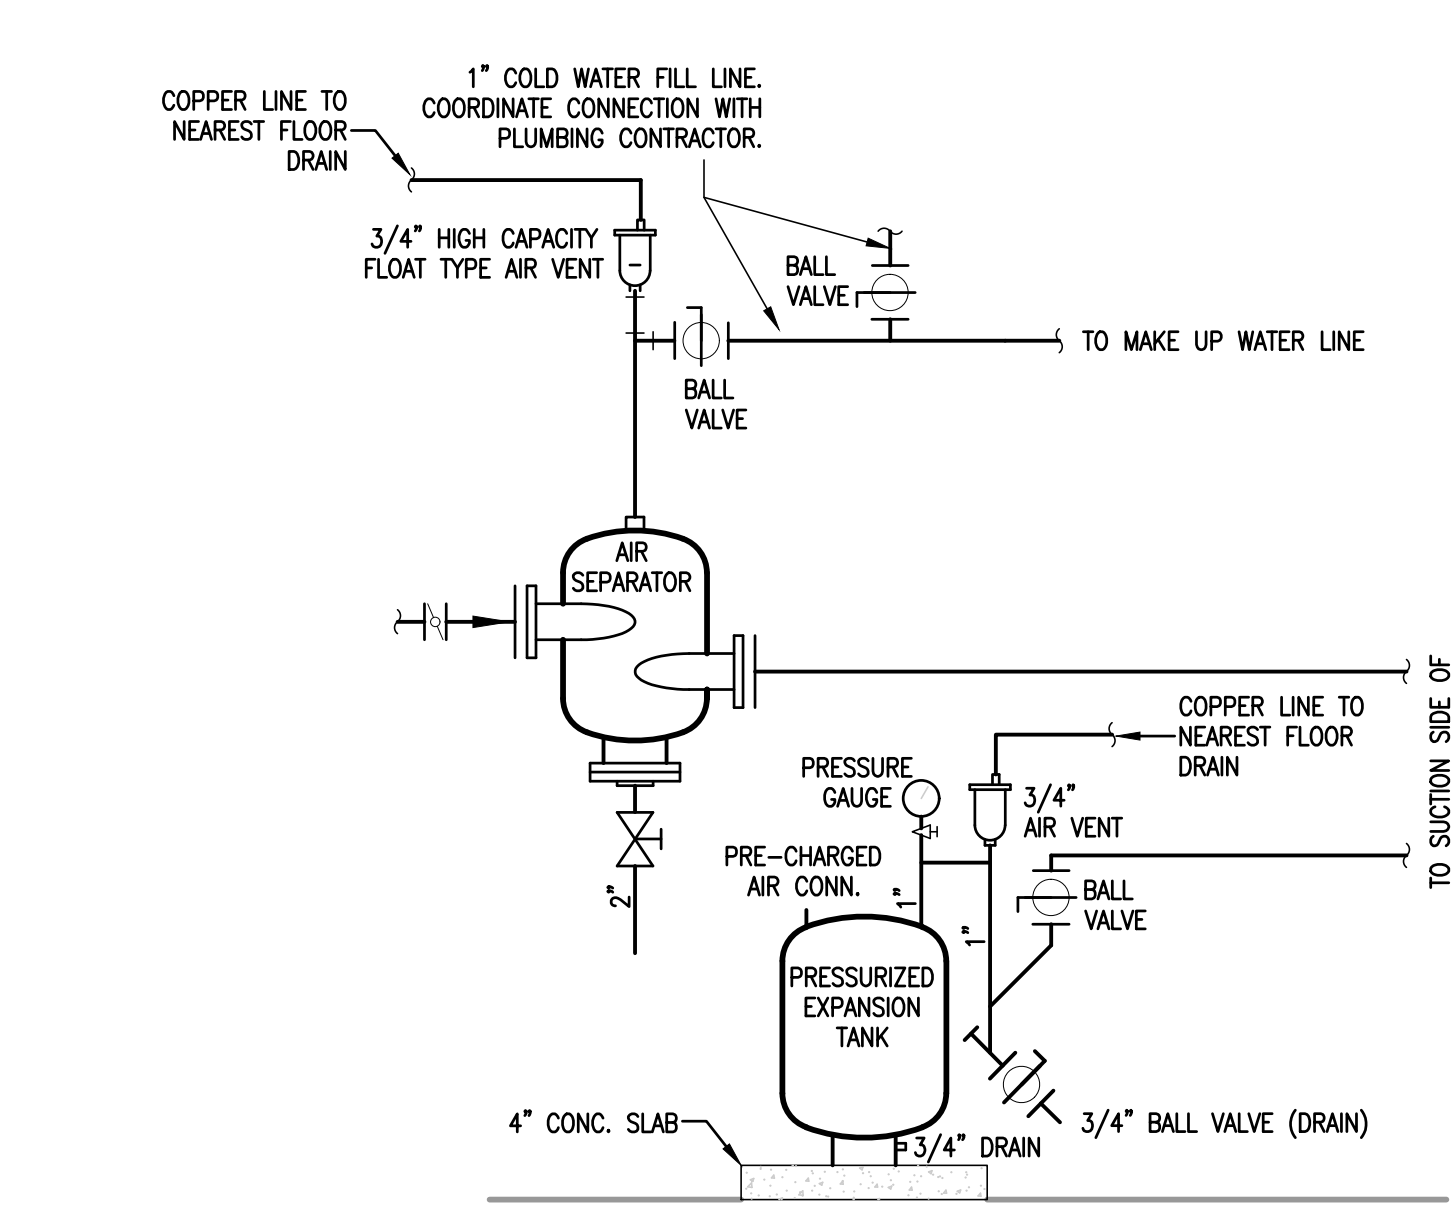 1" COLD WATER FILL LINE.
COORDINATE CONNECTION WITH
PLUMBING CONTRACTOR.
COPPER LINE TO
NEAREST FLOOR
DRAIN
3/4" HIGH CAPACITY
FLOAT TYPE AIR VENT
BALL
VALVE
TO MAKE UP WATER LINE
BALL
VALVE
AIR
SEPARATOR
TO SUCTION SIDE OF
COPPER LINE TO
NEAREST FLOOR
DRAIN
PRESSURE
GAUGE
3/4"
AIR VENT
PRE-CHARGED
AIR CONN.
2"
1"
BALL
VALVE
1"
PRESSURIZED
EXPANSION
TANK
4" CONC. SLAB
3/4" BALL VALVE (DRAIN)
3/4" DRAIN